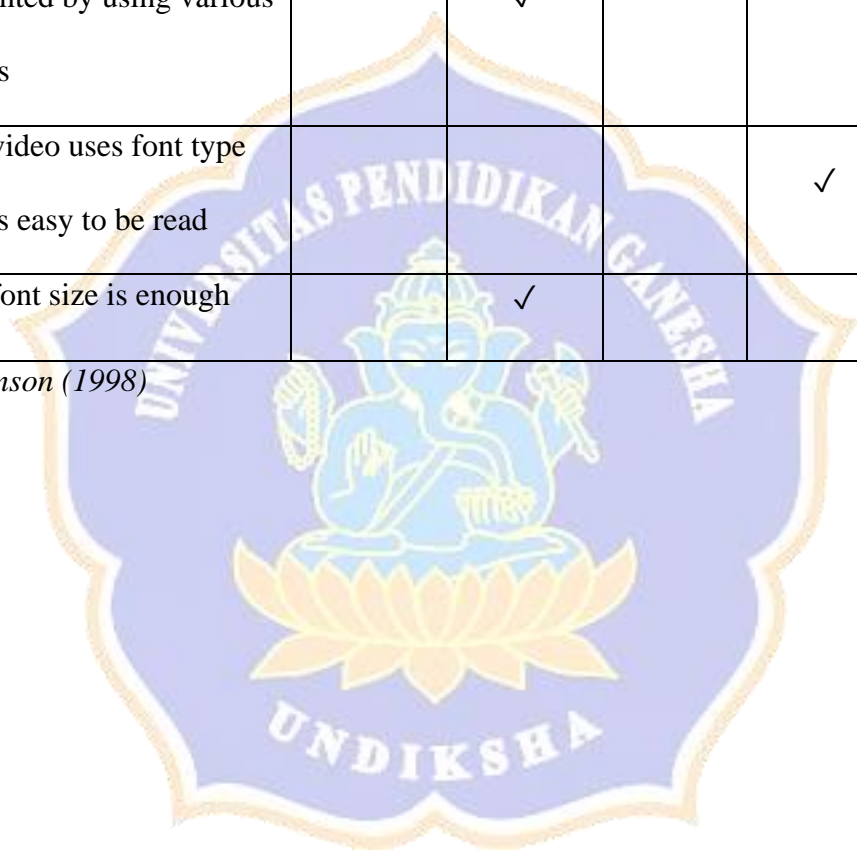 by using various
✓
s
video uses font type
✓
s easy to be read
font size is enough
✓
nson (1998)
UNIVERSITAS PENDIDIKAN GANESHA
UNDIKSHA